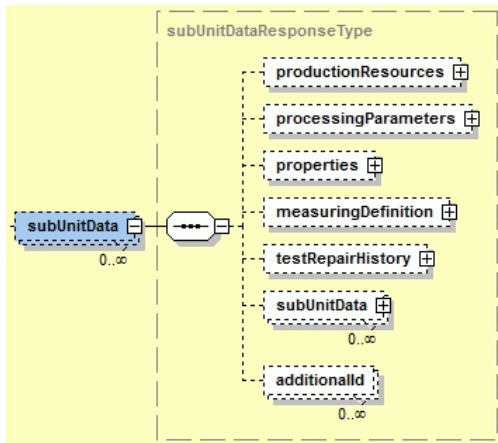 subUnitDataResponseType
productionResources
processingParameters
properties
measuringDefinition
subUnitData
0..∞
testRepairHistory
subUnitData
0..∞
additionalId
0..∞